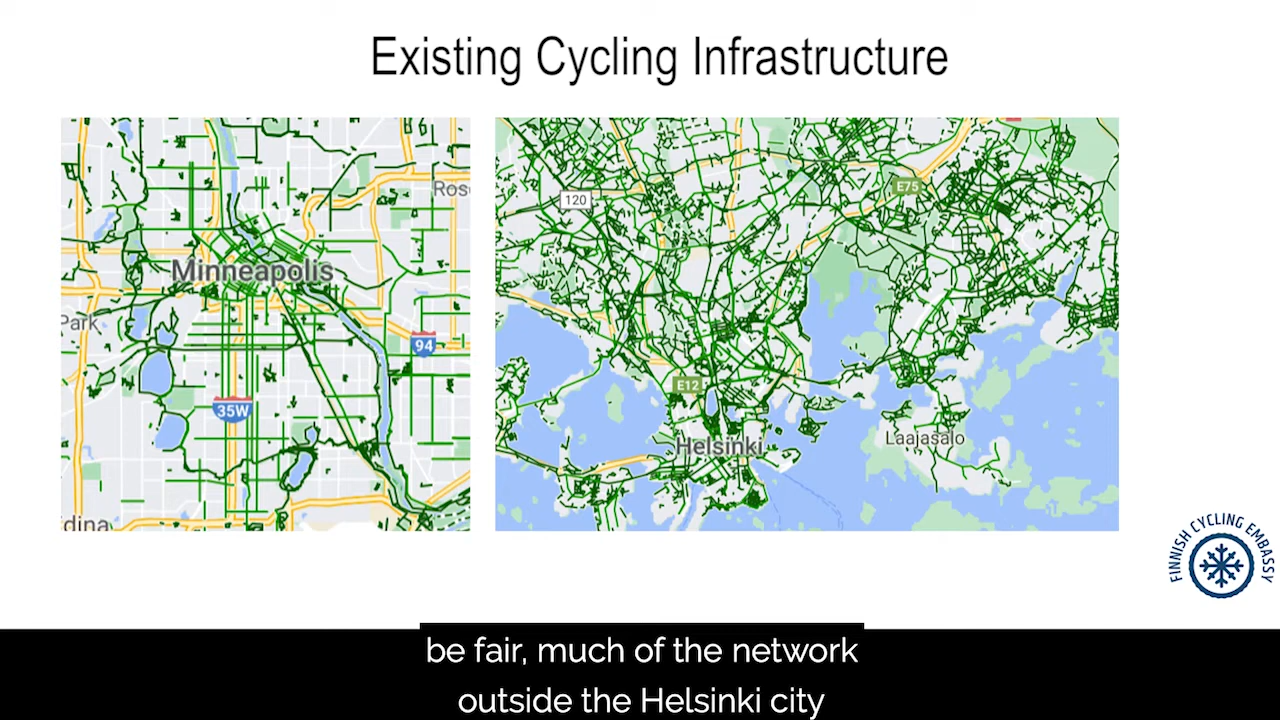 Existing Cycling Infrastructure
Ros
Minneapolis
Park
94
35W
dina
120
E75
E12
Helsinki
Laajasalo
FINNISH CYCLING EMBASSY
be fair, much of the network
outside the Helsinki city